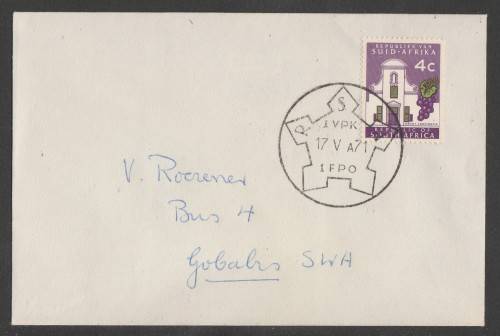 REPUBLIEK VAN
SUID-AFRIKA
4c
REPUBLIC OF
SOUTH AFRICA
P. S.
1 VPK
17 V A71
1 FPO
V. Roerener
Bus 4
Gobabis SWA